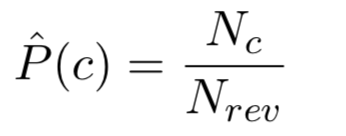 P̂(c) = N_c / N_rev